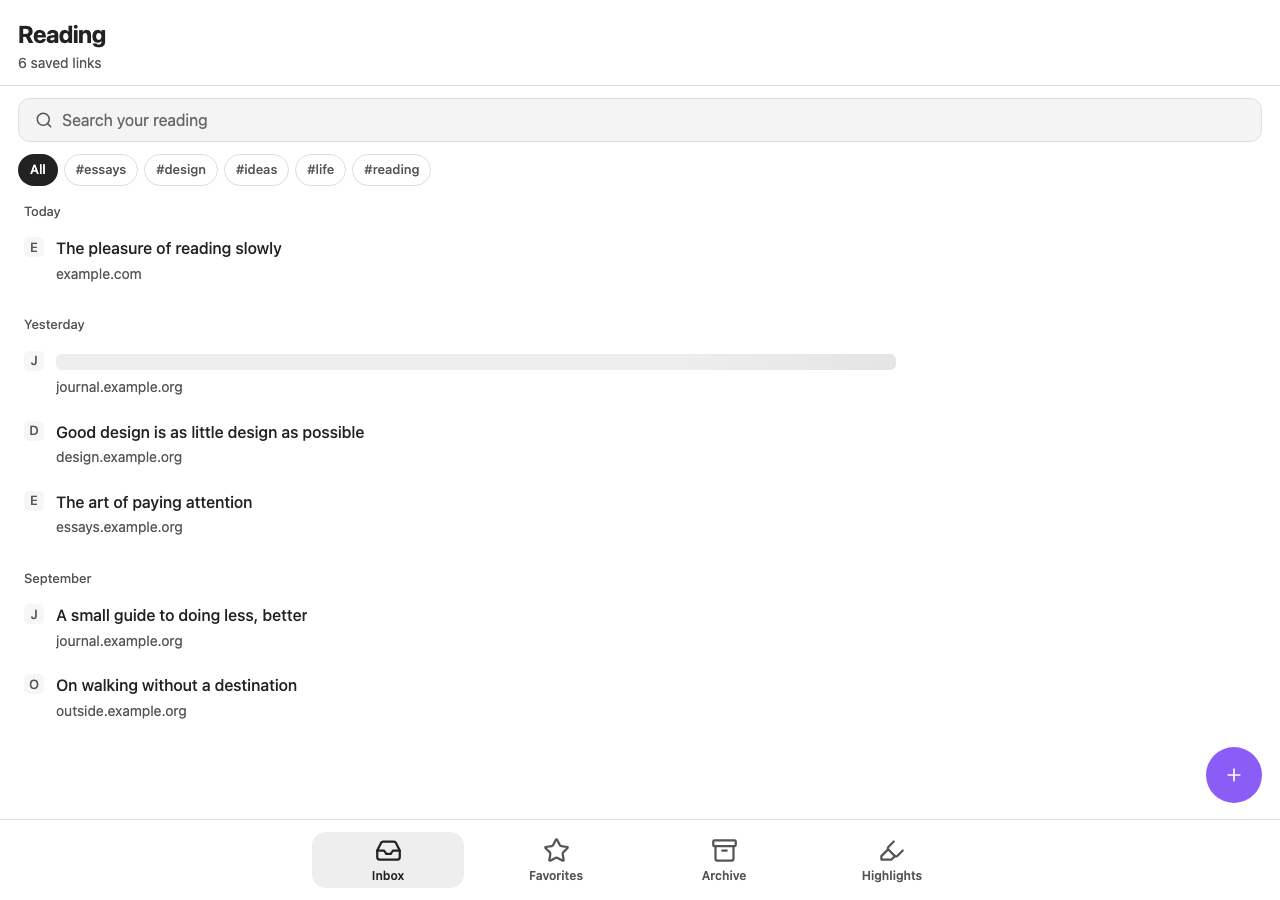 Reading
6 saved links
Search your reading
All #essays #design #ideas #life #reading
Today
E The pleasure of reading slowly
example.com
Yesterday
J
journal.example.org
D Good design is as little design as possible
design.example.org
E The art of paying attention
essays.example.org
September
J A small guide to doing less, better
journal.example.org
O On walking without a destination
outside.example.org
Inbox Favorites Archive Highlights